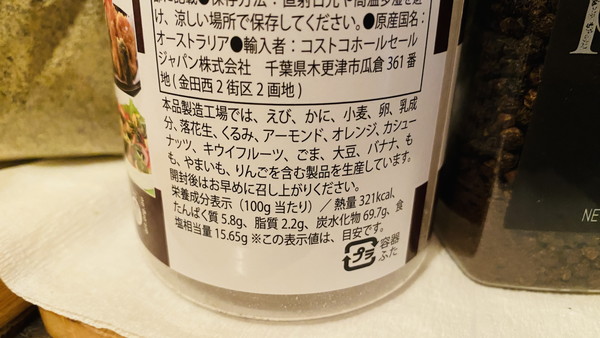 記載●保存方法：直射日光や高温多湿を避
け、涼しい場所で保存してください。●原産国名：
オーストラリア●輸入者：コストコホールセール
ジャパン株式会社　千葉県木更津市瓜倉 361 番
地 ( 金田西 2 街区 2 画地 )
本品製造工場では、えび、かに、小麦、卵、乳成
分、落花生、くるみ、アーモンド、オレンジ、カシュー
ナッツ、キウイフルーツ、ごま、大豆、バナナ、も
も、やまいも、りんごを含む製品を生産しています。
開封後はお早めに召し上がりください。
栄養成分表示（100g 当たり）／熱量 321kcal、
たんぱく質 5.8g、脂質 2.2g、炭水化物 69.7g、食
塩相当量 15.65g ※この表示値は、目安です。
プラ
容器
ふた
NE